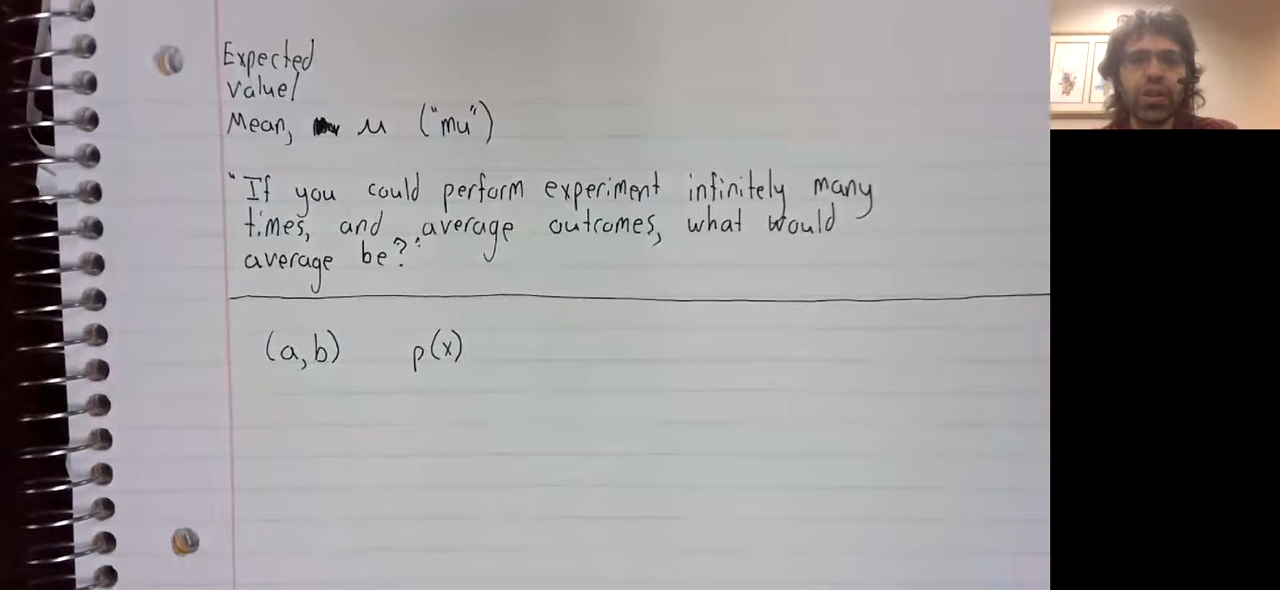 Expected
Value/
Mean, μ ("mu")
"If you could perform experiment infinitely many
times, and average outcomes, what would
average be?"
(a,b) p(x)